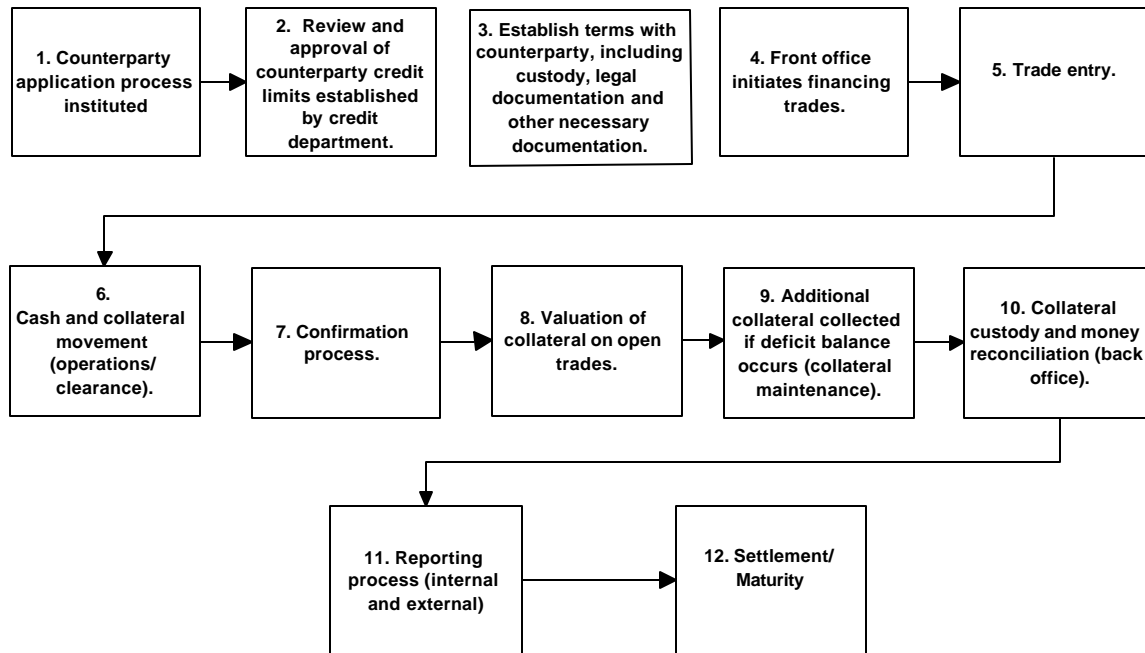 1. Counterparty
application process
instituted
2. Review and
approval of
counterparty credit
limits established
by credit
department.
3. Establish terms with
counterparty, including
custody, legal
documentation and
other necessary
documentation.
4. Front office
initiates financing
trades.
5. Trade entry.
6.
Cash and collateral
movement
(operations/
clearance).
7. Confirmation
process.
8. Valuation of
collateral on open
trades.
9. Additional
collateral collected
if deficit balance
occurs (collateral
maintenance).
10. Collateral
custody and money
reconciliation (back
office).
11. Reporting
process (internal
and external)
12. Settlement/
Maturity